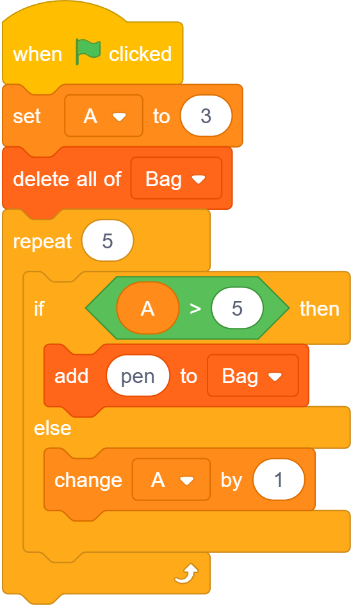 when clicked
set A to 3
delete all of Bag
repeat 5
if A > 5 then
add pen to Bag
else
change A by 1